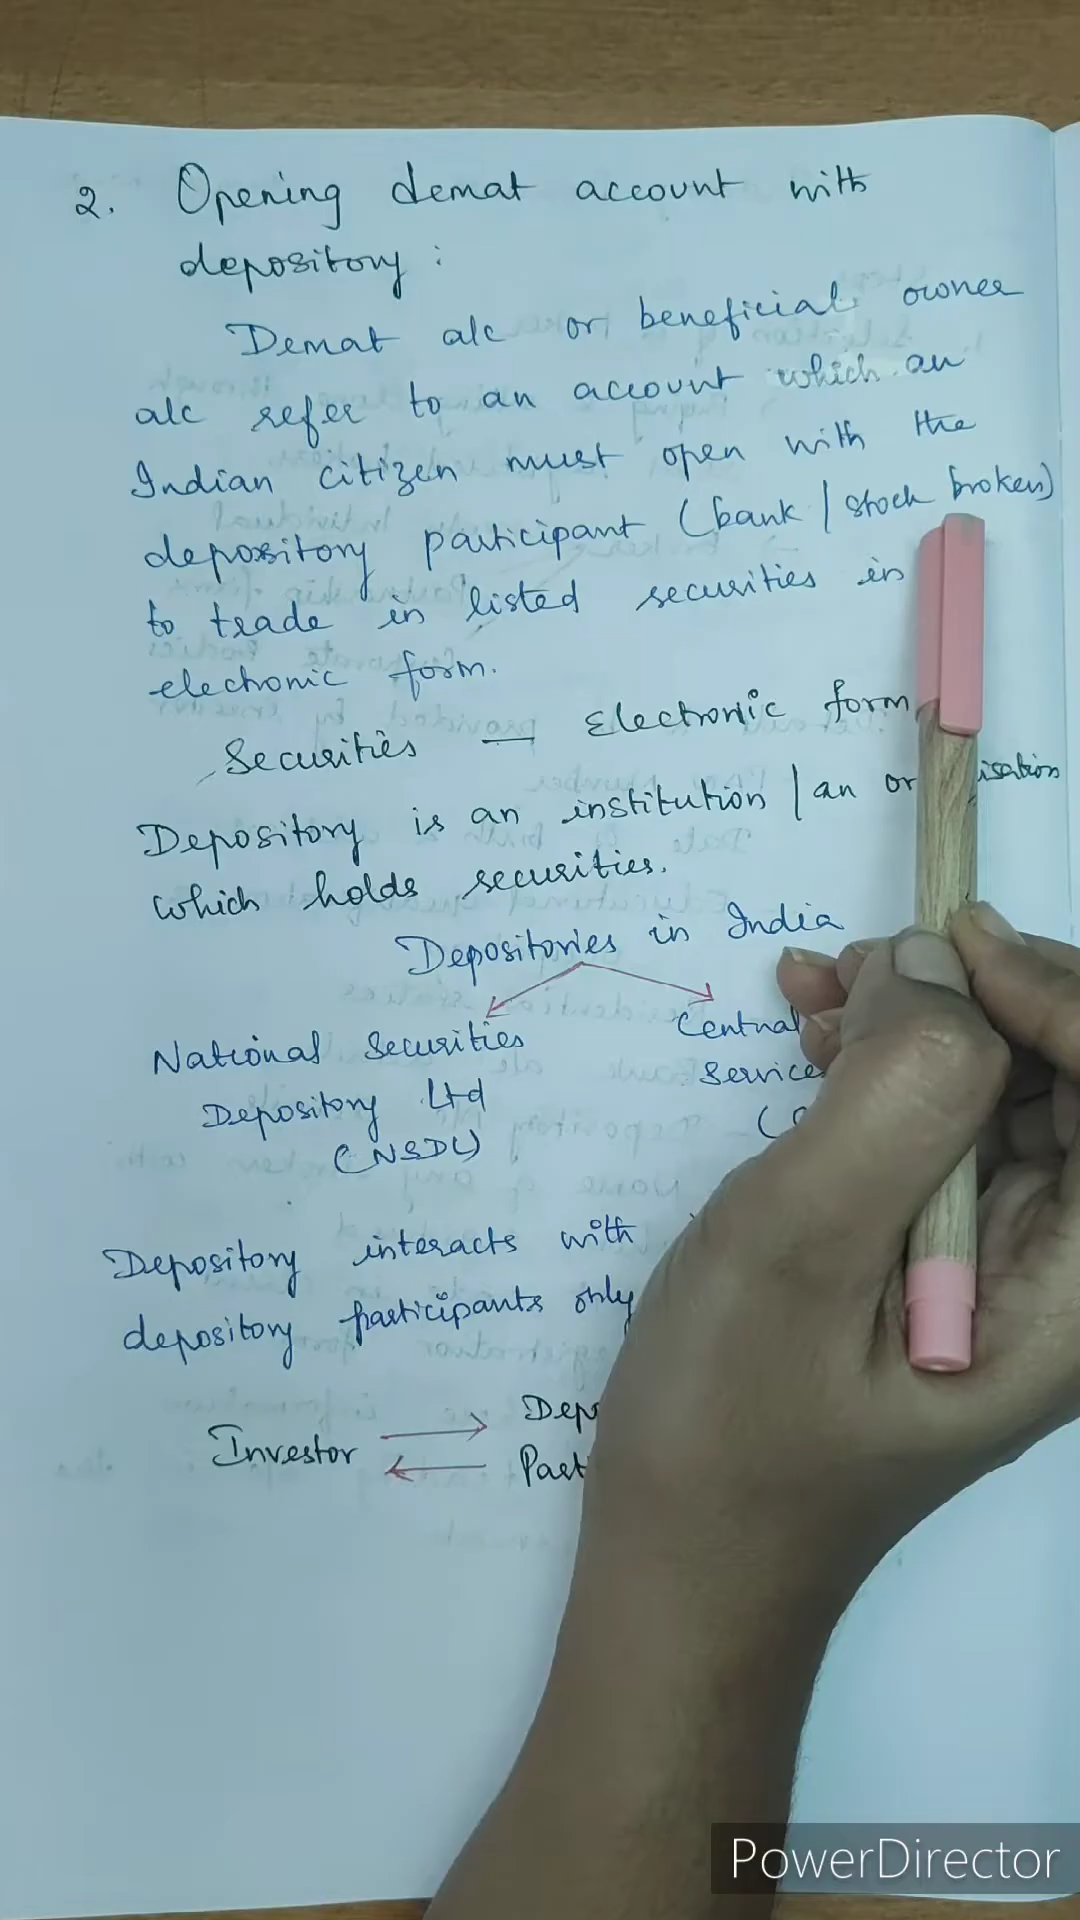 2. Opening demat account with
depository :
Demat a/c or beneficial owner
a/c refer to an account which an
Indian citizen must open with the
depository participant (bank / stock brokers)
to trade in listed securities in
electronic form.
Securities — Electronic form
Depository is an institution / an or isation
which holds securities.
Depositories in India
National Securities
Depository Ltd
(NSDL)
Central
Service
(
Depository interacts with
depository participants only
Investor
Depo
Part
PowerDirector